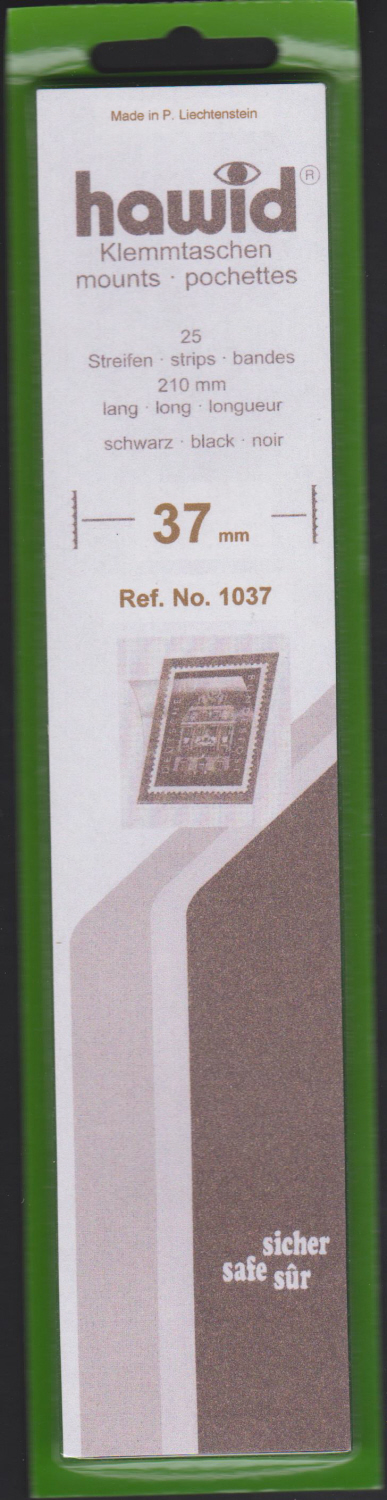 Made in P. Liechtenstein
hawid ®
Klemmtaschen
mounts · pochettes
25
Streifen · strips · bandes
210 mm
lang · long · longueur
schwarz · black · noir
37 mm
Ref. No. 1037
sicher
safe sûr